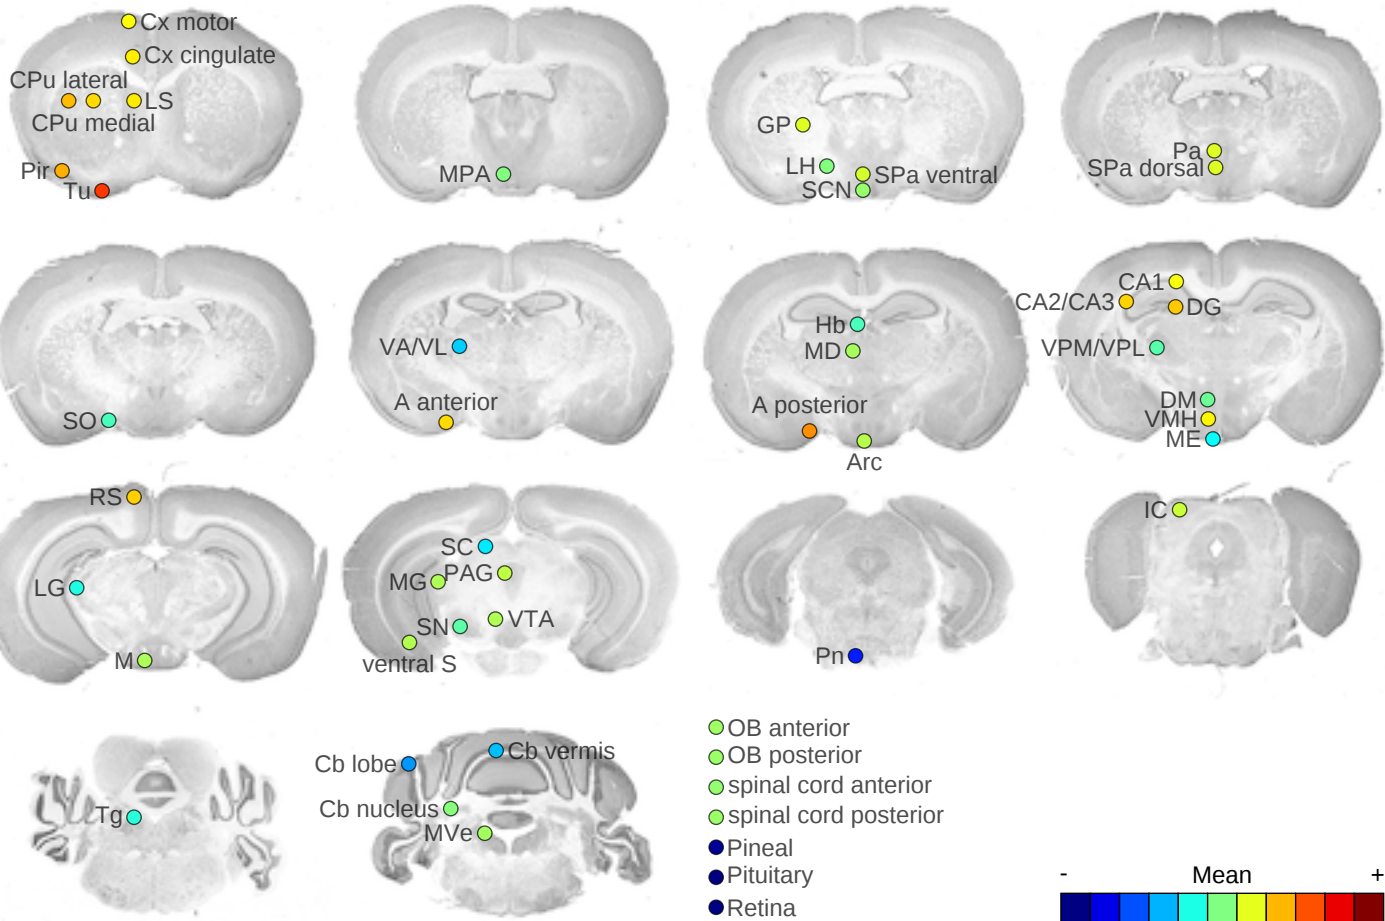 Cx motor
Cx cingulate
CPu lateral
LS
CPu medial
Pir
Tu
MPA
GP
LH
SPa ventral
SCN
Pa
SPa dorsal
SO
VA/VL
A anterior
Hb
MD
A posterior
Arc
CA1
CA2/CA3
DG
VPM/VPL
DM
VMH
ME
RS
LG
M
SC
PAG
MG
VTA
SN
ventral S
Pn
IC
Tg
Cb lobe
Cb vermis
Cb nucleus
MVe
OB anterior
OB posterior
spinal cord anterior
spinal cord posterior
Pineal
Pituitary
Retina
- Mean +